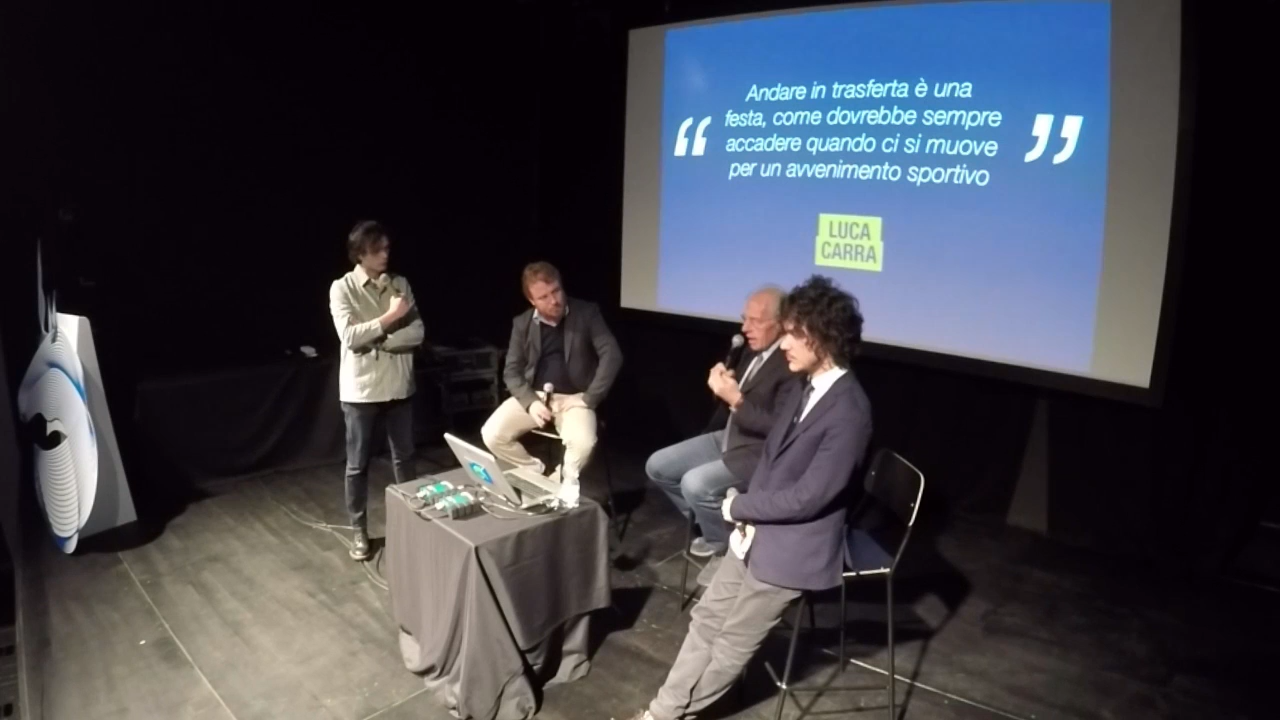 “ Andare in trasferta è una
festa, come dovrebbe sempre
accadere quando ci si muove
per un avvenimento sportivo ”
LUCA
CARRA